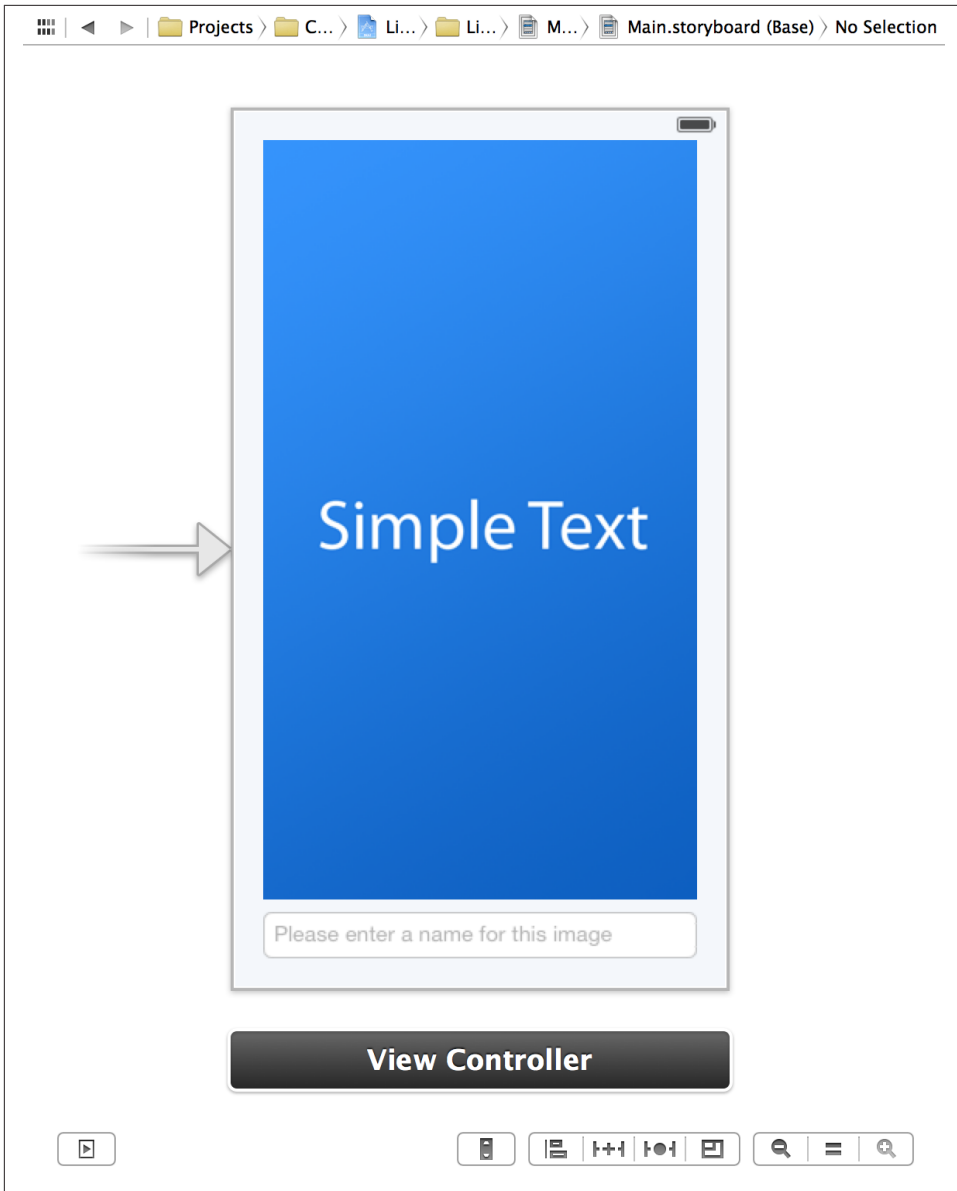 Projects C... Li... Li... M... Main.storyboard (Base) No Selection
Simple Text
Please enter a name for this image
View Controller